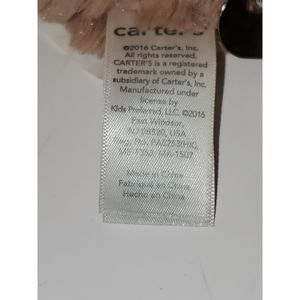 carter's
©2016 Carter's, Inc.
All rights reserved.
CARTER'S is a registered
trademark owned by a
subsidiary of Carter's, Inc.
Manufactured under
license by
Kids Preferred, LLC. ©2016
East Windsor,
NJ 08520, USA
Reg. No.
Made in China
Fabriqué en Chine
Hecho en China